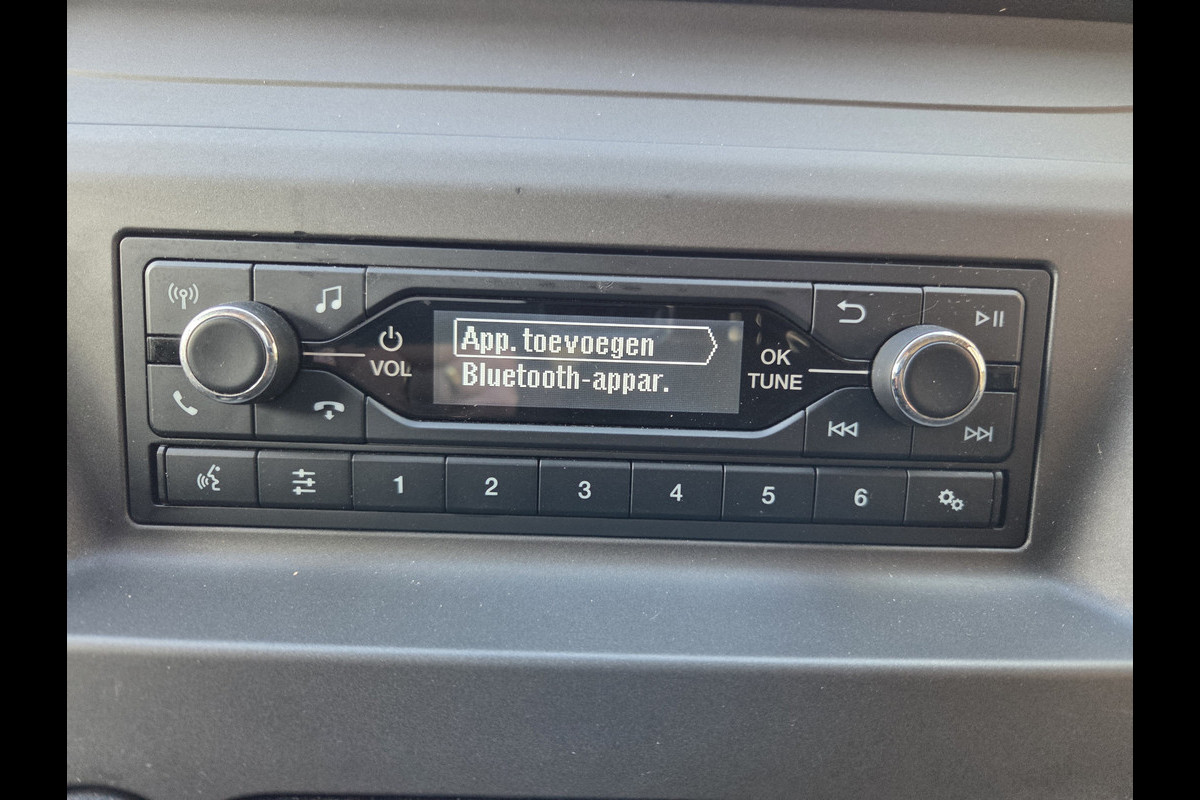 App. toevoegen
Bluetooth-appar.
VOL
OK
TUNE
1 2 3 4 5 6